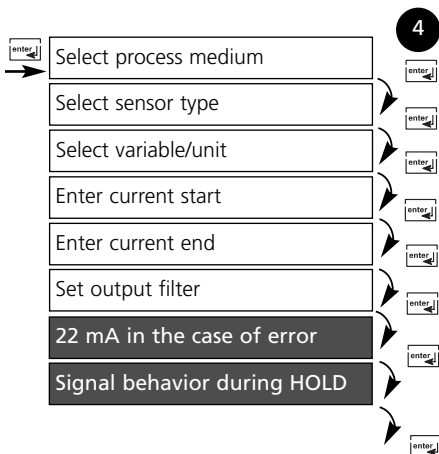 4
enter
Select process medium
enter
Select sensor type
enter
Select variable/unit
enter
Enter current start
enter
Enter current end
enter
Set output filter
enter
22 mA in the case of error
enter
Signal behavior during HOLD
enter